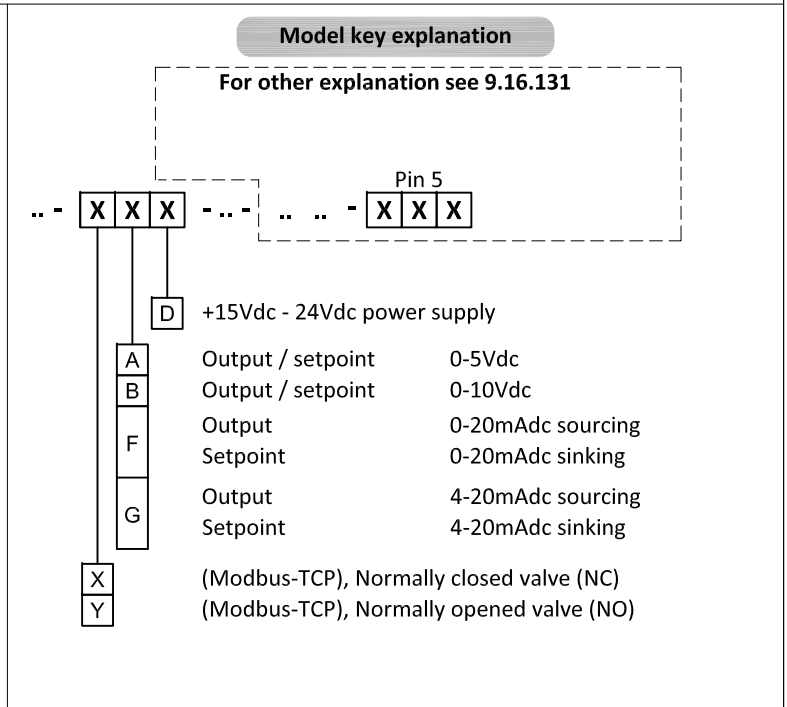 Model key explanation
For other explanation see 9.16.131
Pin 5
.. - X X X - .. - .. .. - X X X
D +15Vdc - 24Vdc power supply
A Output / setpoint 0-5Vdc
B Output / setpoint 0-10Vdc
F Output 0-20mAdc sourcing
Setpoint 0-20mAdc sinking
G Output 4-20mAdc sourcing
Setpoint 4-20mAdc sinking
X (Modbus-TCP), Normally closed valve (NC)
Y (Modbus-TCP), Normally opened valve (NO)